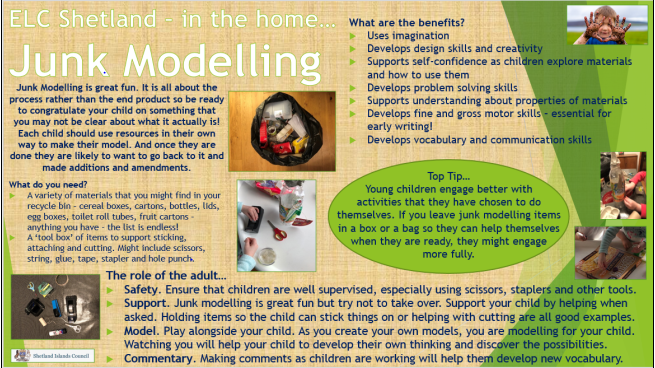 ELC Shetland – in the home...
Junk Modelling
Junk Modelling is great fun. It is all about the
process rather than the end product so be ready
to congratulate your child on something that
you may not be clear about what it actually is!
Each child should use resources in their own
way to make their model. And once they are
done they are likely to want to go back to it and
made additions and amendments.
What do you need?
A variety of materials that you might find in your
recycle bin – cereal boxes, cartons, bottles, lids,
egg boxes, toilet roll tubes, fruit cartons –
anything you have - the list is endless!
A ‘tool box’ of items to support sticking,
attaching and cutting. Might include scissors,
string, glue, tape, stapler and hole punch.
What are the benefits?
Uses imagination
Develops design skills and creativity
Supports self-confidence as children explore materials
and how to use them
Develops problem solving skills
Supports understanding about properties of materials
Develops fine and gross motor skills – essential for
early writing!
Develops vocabulary and communication skills
Top Tip...
Young children engage better with
activities that they have chosen to do
themselves. If you leave junk modelling items
in a box or a bag so they can help themselves
when they are ready, they might engage
more fully.
The role of the adult...
Safety. Ensure that children are well supervised, especially using scissors, staplers and other tools.
Support. Junk modelling is great fun but try not to take over. Support your child by helping when
asked. Holding items so the child can stick things on or helping with cutting are all good examples.
Model. Play alongside your child. As you create your own models, you are modelling for your child.
Watching you will help your child to develop their own thinking and discover the possibilities.
Commentary. Making comments as children are working will help them develop new vocabulary.
Shetland Islands Council